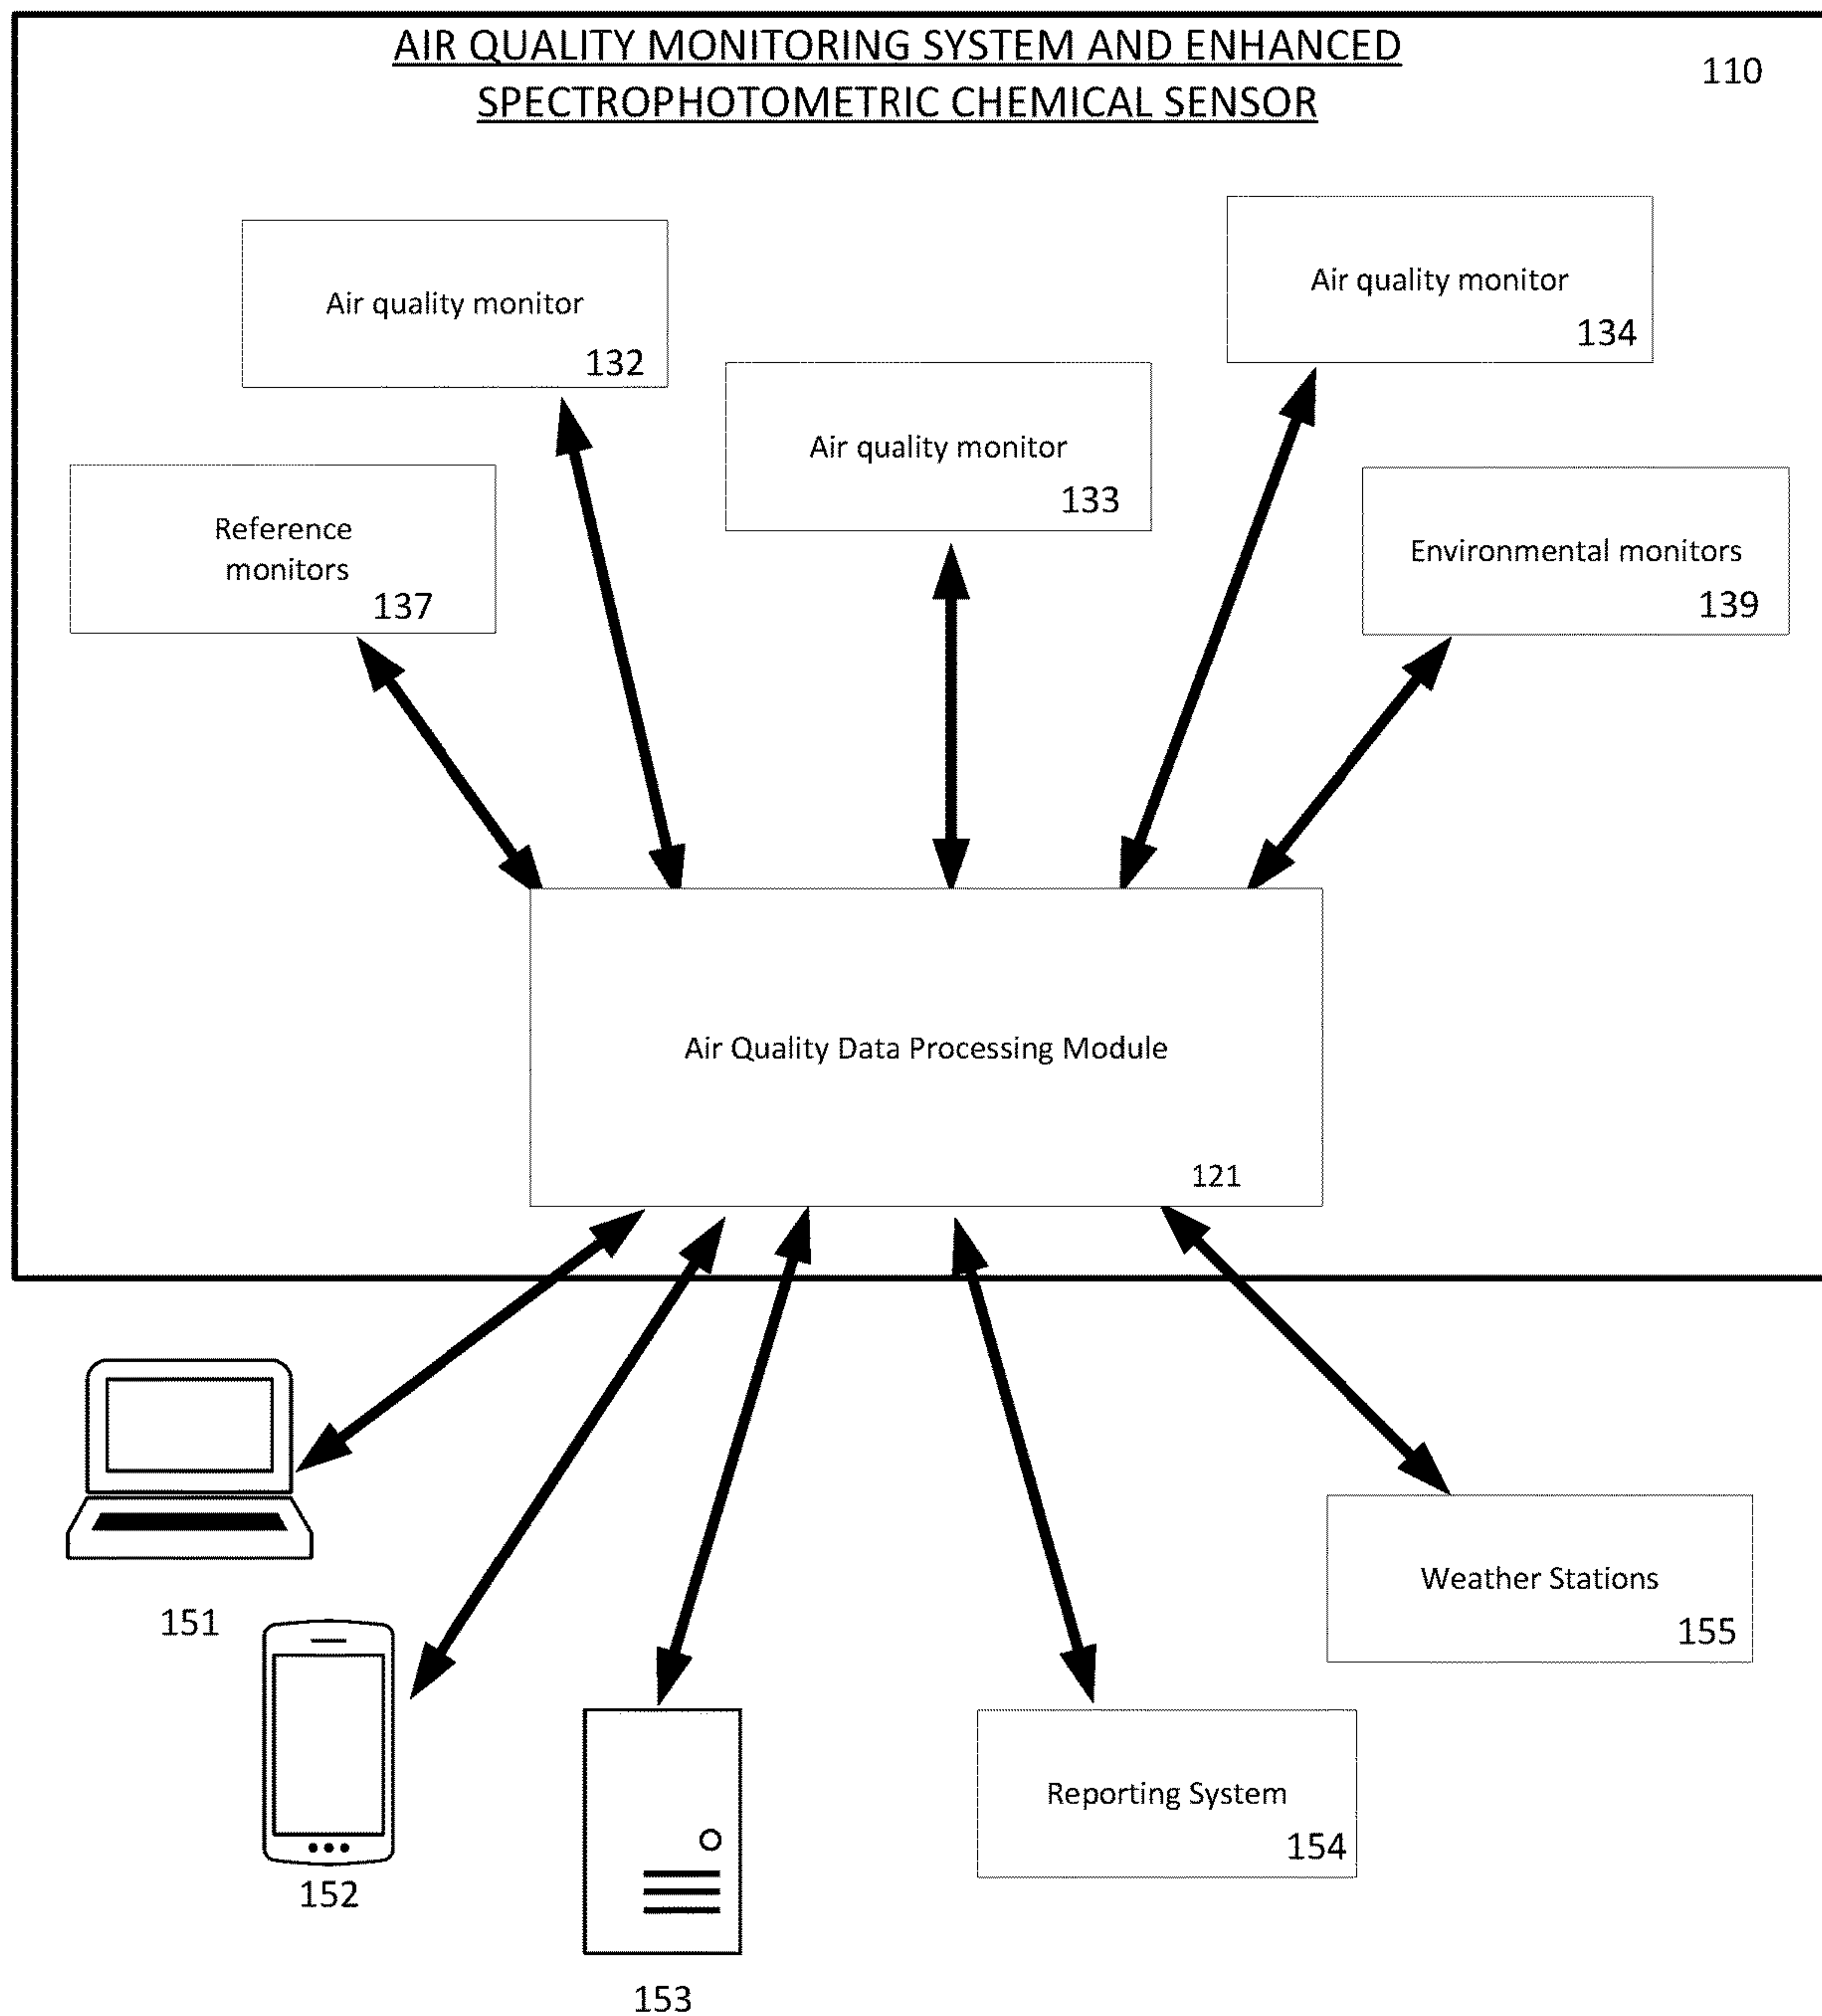 AIR QUALITY MONITORING SYSTEM AND ENHANCED
SPECTROPHOTOMETRIC CHEMICAL SENSOR
110
Air quality monitor
132
Air quality monitor
133
Air quality monitor
134
Reference
monitors
137
Environmental monitors
139
Air Quality Data Processing Module
121
151
152
153
Reporting System
154
Weather Stations
155